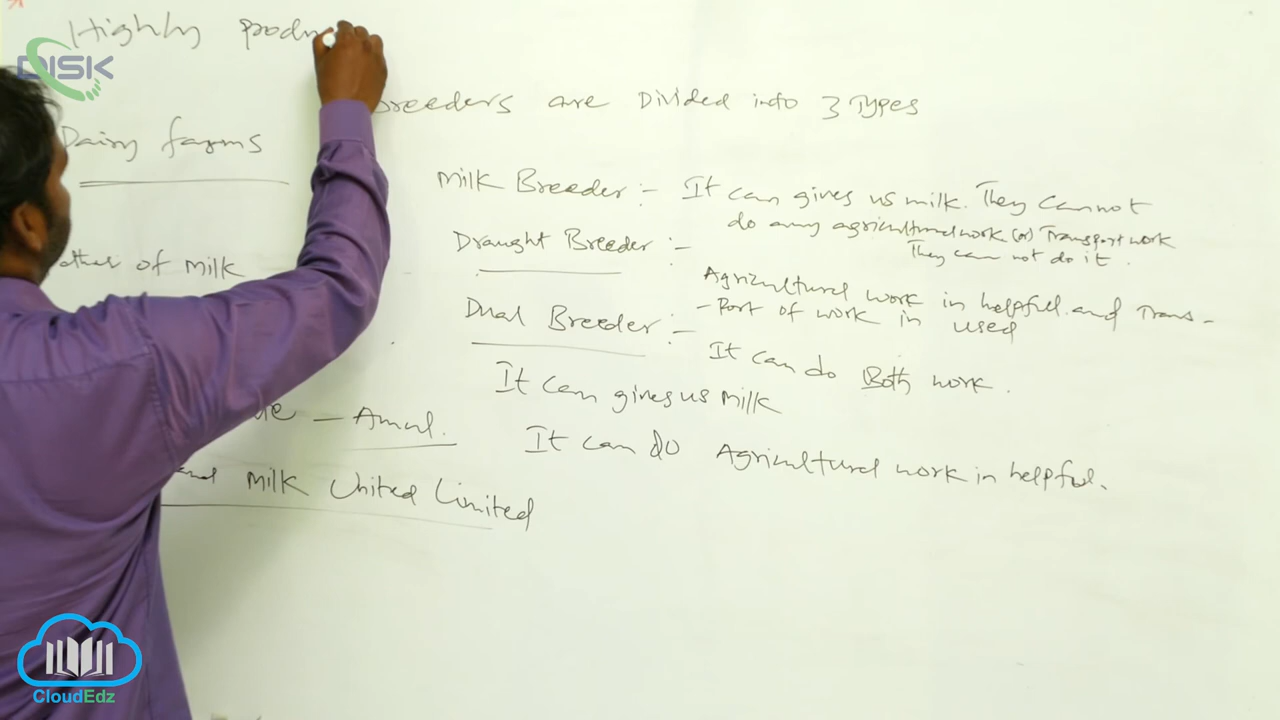 Highly
DISK
breeders are Divided into 3 Types
Dairy farms
Milk Breeder :- It can gives us milk. They Cannot
do any agricultural work (or) Transport work
They can not do it.
Draught Breeder :-
of milk
Agricultural work in helpfull and Trans-
-Port of work in used
Dual Breeder :-
It can do Both work.
It can gives us Milk
- Amul.
It can do Agricultural work in helpful.
Milk United Limited
CloudEdz